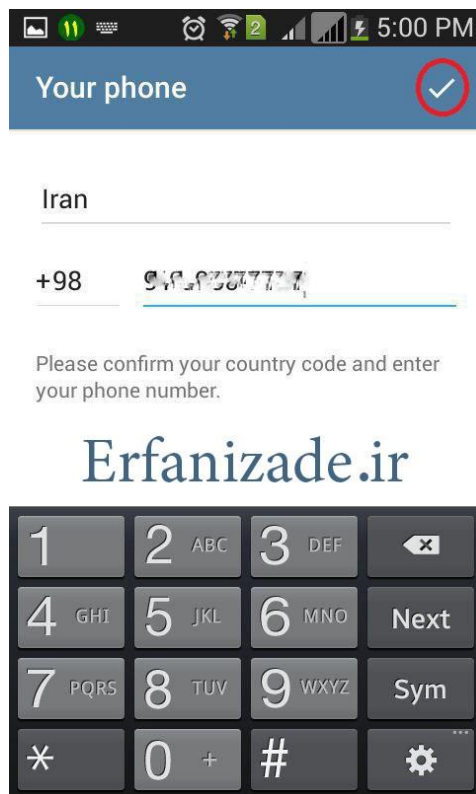 5:00 PM
Your phone
Iran
+98
Please confirm your country code and enter
your phone number.
Erfanizade.ir
1
2 ABC
3 DEF
4 GHI
5 JKL
6 MNO
Next
7 PQRS
8 TUV
9 WXYZ
Sym
*
0 +
#